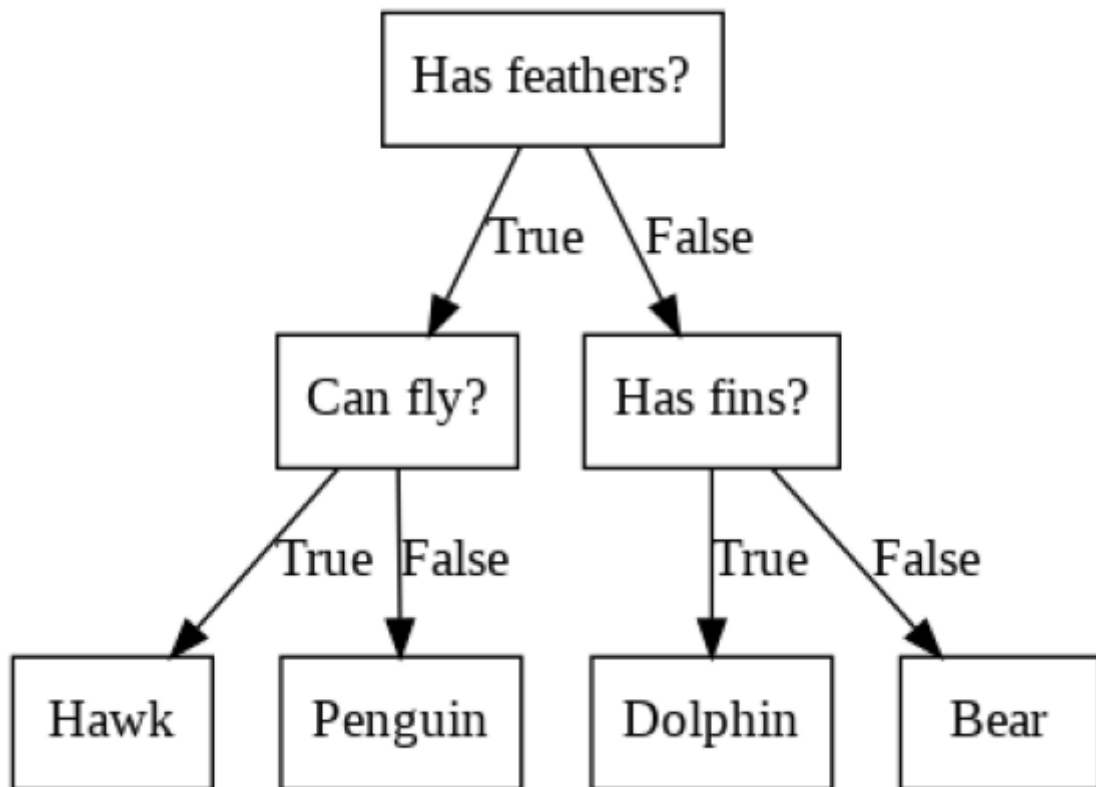 Has feathers?
True
False
Can fly?
Has fins?
True
False
True
False
Hawk
Penguin
Dolphin
Bear